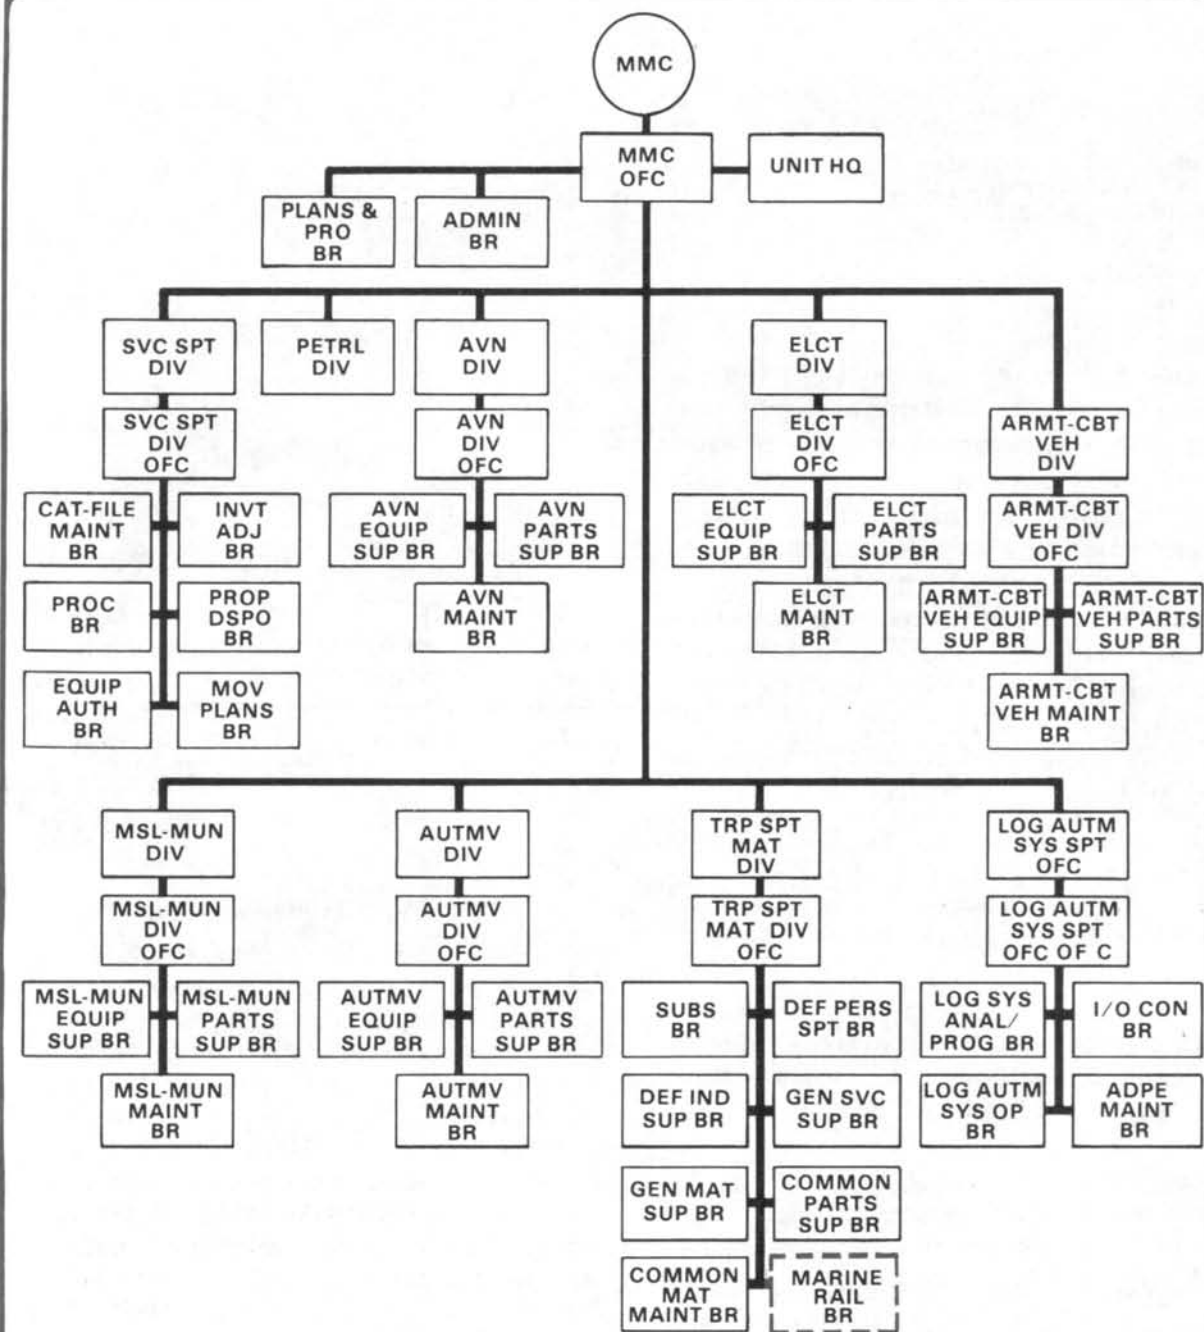 MMC
MMC
OFC
UNIT HQ
PLANS &
PRO
BR
ADMIN
BR
SVC SPT
DIV
PETRL
DIV
AVN
DIV
ELCT
DIV
SVC SPT
DIV
OFC
AVN
DIV
OFC
ELCT
DIV
OFC
ARMT-CBT
VEH
DIV
CAT-FILE
MAINT
BR
INVT
ADJ
BR
AVN
EQUIP
SUP BR
AVN
PARTS
SUP BR
ELCT
EQUIP
SUP BR
ELCT
PARTS
SUP BR
ARMT-CBT
VEH DIV
OFC
PROC
BR
PROP
DSPO
BR
AVN
MAINT
BR
ELCT
MAINT
BR
ARMT-CBT
VEH EQUIP
SUP BR
ARMT-CBT
VEH PARTS
SUP BR
EQUIP
AUTH
BR
MOV
PLANS
BR
ARMT-CBT
VEH MAINT
BR
MSL-MUN
DIV
AUTMV
DIV
TRP SPT
MAT
DIV
LOG AUTM
SYS SPT
OFC
MSL-MUN
DIV
OFC
AUTMV
DIV
OFC
TRP SPT
MAT DIV
OFC
LOG AUTM
SYS SPT
OFC OF C
MSL-MUN
EQUIP
SUP BR
MSL-MUN
PARTS
SUP BR
AUTMV
EQUIP
SUP BR
AUTMV
PARTS
SUP BR
SUBS
BR
DEF PERS
SPT BR
LOG SYS
ANAL/
PROG BR
I/O CON
BR
MSL-MUN
MAINT
BR
AUTMV
MAINT
BR
DEF IND
SUP BR
GEN SVC
SUP BR
LOG AUTM
SYS OP
BR
ADPE
MAINT
BR
GEN MAT
SUP BR
COMMON
PARTS
SUP BR
COMMON
MAT
MAINT BR
MARINE
RAIL
BR